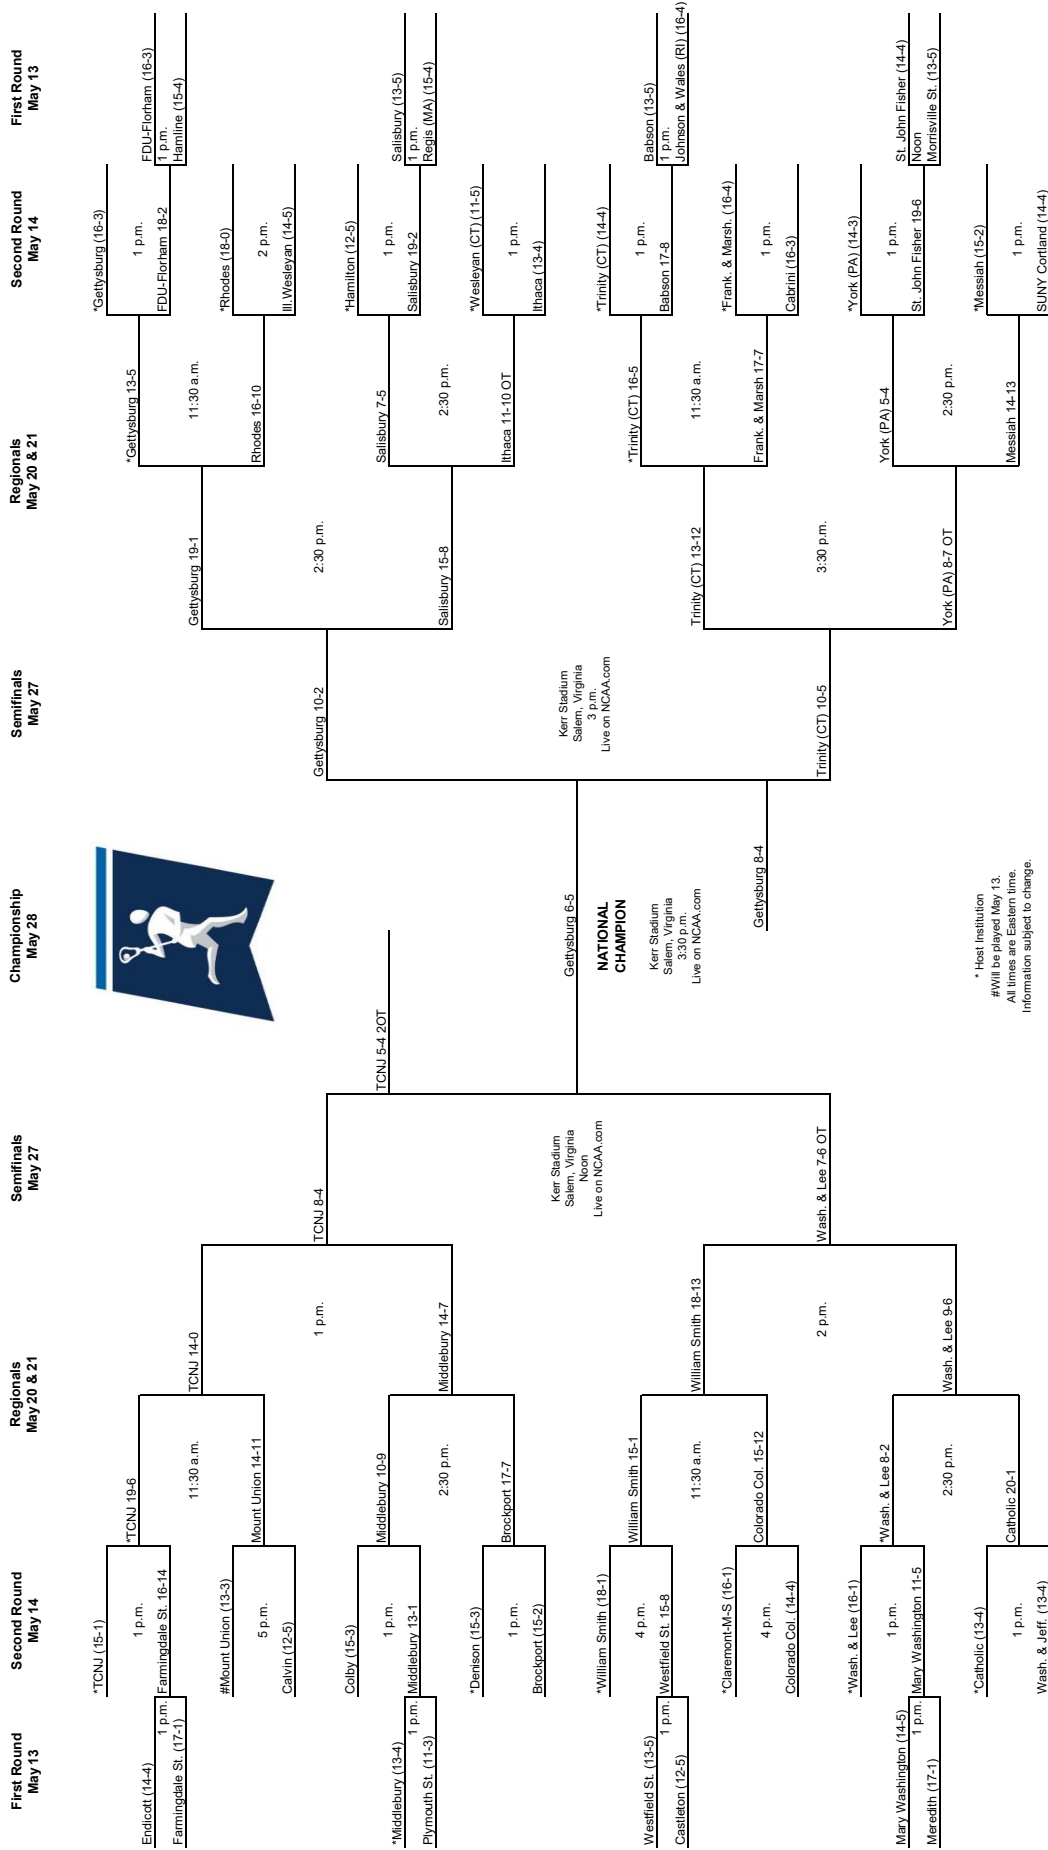 First Round
May 13
Second Round
May 14
Regionals
May 20 & 21
Semifinals
May 27
Championship
May 28
Semifinals
May 27
Regionals
May 20 & 21
Second Round
May 14
First Round
May 13
Endicott (14-4)
1 p.m.
Farmingdale St. (17-1)
*Middlebury (13-4)
1 p.m.
Plymouth St. (11-3)
Westfield St. (13-5)
1 p.m.
Castleton (12-5)
Mary Washington (14-5)
1 p.m.
Meredith (17-1)
*TCNJ (15-1)
1 p.m.
Farmingdale St. 16-14
#Mount Union (13-3)
5 p.m.
Calvin (12-5)
Colby (15-3)
1 p.m.
Middlebury 13-1
*Denison (15-3)
1 p.m.
Brockport (15-2)
*William Smith (18-1)
4 p.m.
Westfield St. 15-8
*Claremont-M-S (16-1)
4 p.m.
Colorado Col. (14-4)
*Wash. & Lee (16-1)
1 p.m.
Mary Washington 11-5
*Catholic (13-4)
1 p.m.
Wash. & Jeff. (13-4)
*TCNJ 19-6
11:30 a.m.
Mount Union 14-11
Middlebury 10-9
2:30 p.m.
Brockport 17-7
William Smith 15-1
11:30 a.m.
Colorado Col. 15-12
*Wash. & Lee 8-2
2:30 p.m.
Catholic 20-1
TCNJ 14-0
1 p.m.
Middlebury 14-7
William Smith 18-13
2 p.m.
Wash. & Lee 9-6
TCNJ 8-4
Kerr Stadium
Salem, Virginia
Noon
Live on NCAA.com
Wash. & Lee 7-6 OT
TCNJ 5-4 2OT
Gettysburg 6-5
NATIONAL
CHAMPION
Kerr Stadium
Salem, Virginia
3:30 p.m.
Live on NCAA.com
Gettysburg 8-4
* Host Institution
#Will be played May 13.
All times are Eastern time.
Information subject to change.
Gettysburg 10-2
Kerr Stadium
Salem, Virginia
3 p.m.
Live on NCAA.com
Trinity (CT) 10-5
Gettysburg 19-1
2:30 p.m.
Salisbury 15-8
Trinity (CT) 13-12
3:30 p.m.
York (PA) 8-7 OT
*Gettysburg 13-5
11:30 a.m.
Rhodes 16-10
Salisbury 7-5
2:30 p.m.
Ithaca 11-10 OT
*Trinity (CT) 16-5
11:30 a.m.
Frank. & Marsh 17-7
York (PA) 5-4
2:30 p.m.
Messiah 14-13
*Gettysburg (16-3)
1 p.m.
FDU-Florham 18-2
*Rhodes (18-0)
2 p.m.
Ill.Wesleyan (14-5)
*Hamilton (12-5)
1 p.m.
Salisbury 19-2
*Wesleyan (CT) (11-5)
1 p.m.
Ithaca (13-4)
*Trinity (CT) (14-4)
1 p.m.
Babson 17-8
*Frank. & Marsh. (16-4)
1 p.m.
Cabrini (16-3)
*York (PA) (14-3)
1 p.m.
St. John Fisher 19-6
*Messiah (15-2)
1 p.m.
SUNY Cortland (14-4)
FDU-Florham (16-3)
1 p.m.
Hamline (15-4)
Salisbury (13-5)
1 p.m.
Regis (MA) (15-4)
Babson (13-5)
1 p.m.
Johnson & Wales (RI) (16-4)
St. John Fisher (14-4)
Noon
Morrisville St. (13-5)